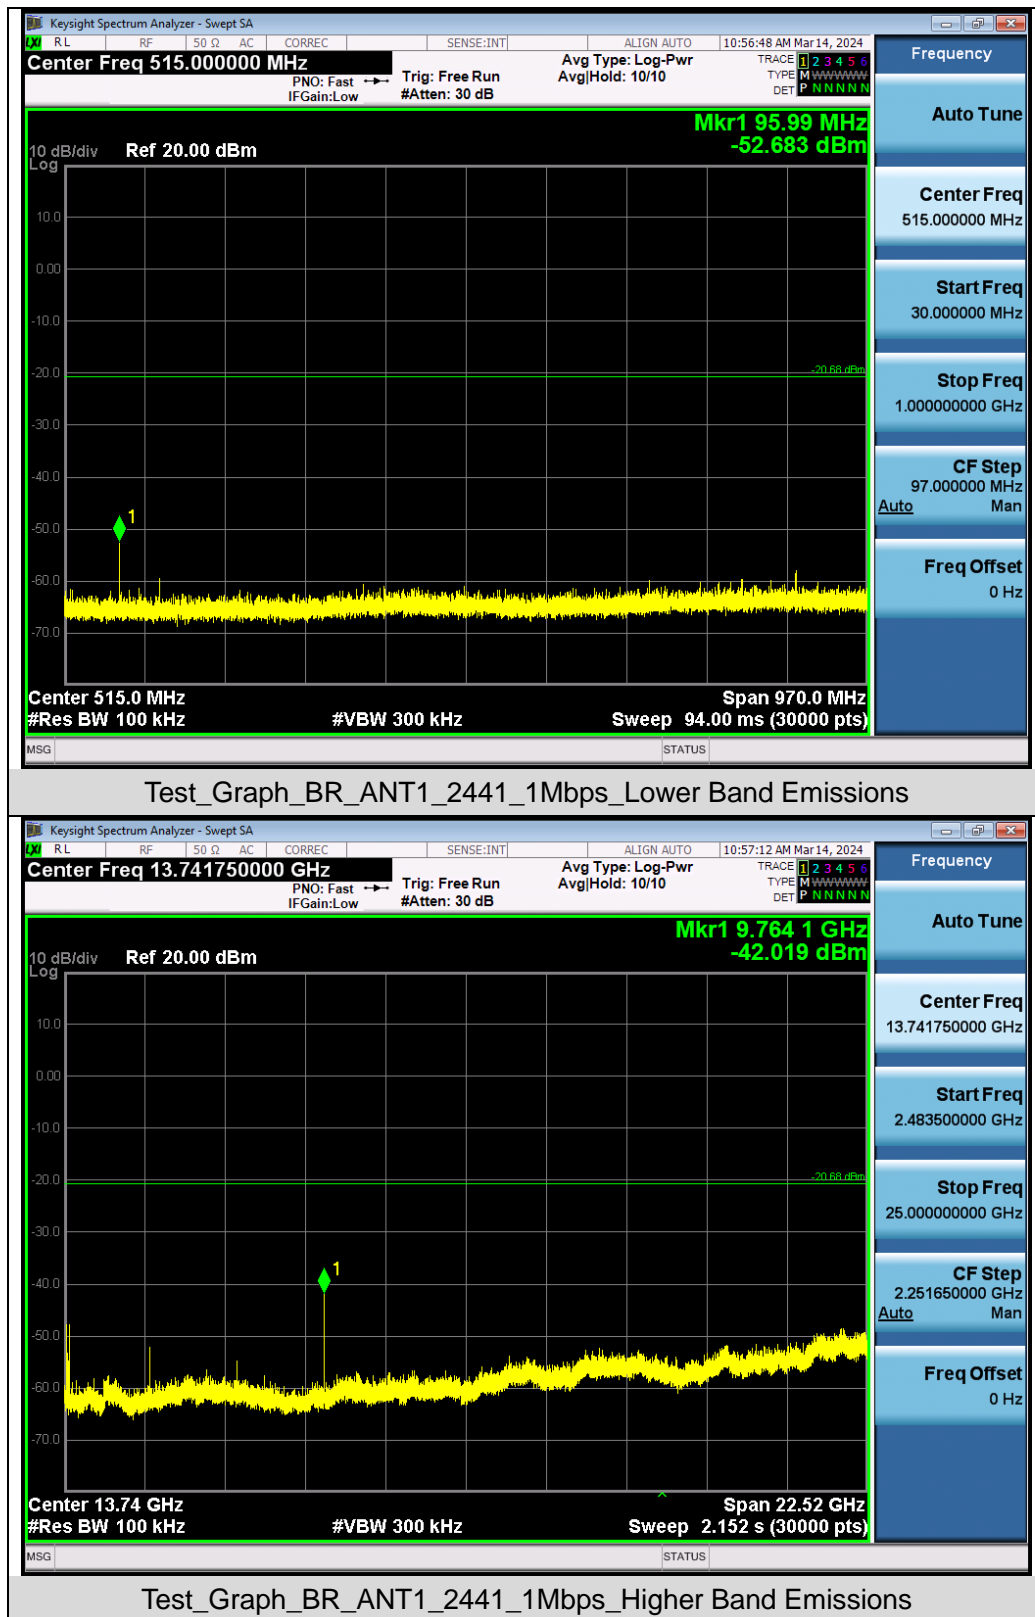 Keysight Spectrum Analyzer - Swept SA
LXI RL RF 50 Ω AC CORREC SENSE:INT ALIGN AUTO 10:56:48 AM Mar 14, 2024
Center Freq 515.000000 MHz
PNO: Fast
IFGain:Low
Trig: Free Run
#Atten: 30 dB
Avg Type: Log-Pwr
Avg|Hold: 10/10
TRACE 1 2 3 4 5 6
TYPE M WWWWW
DET P N N N N N
Frequency
Auto Tune
Center Freq
515.000000 MHz
Start Freq
30.000000 MHz
Stop Freq
1.000000000 GHz
CF Step
97.000000 MHz
Auto Man
Freq Offset
0 Hz
Mkr1 95.99 MHz
-52.683 dBm
10 dB/div Ref 20.00 dBm
Log
10.0
0.00
-10.0
-20.0
-20.68 dBm
-30.0
-40.0
-50.0
1
-60.0
-70.0
Center 515.0 MHz Span 970.0 MHz
#Res BW 100 kHz #VBW 300 kHz Sweep 94.00 ms (30000 pts)
MSG STATUS
Test_Graph_BR_ANT1_2441_1Mbps_Lower Band Emissions
Keysight Spectrum Analyzer - Swept SA
LXI RL RF 50 Ω AC CORREC SENSE:INT ALIGN AUTO 10:57:12 AM Mar 14, 2024
Center Freq 13.741750000 GHz
PNO: Fast
IFGain:Low
Trig: Free Run
#Atten: 30 dB
Avg Type: Log-Pwr
Avg|Hold: 10/10
TRACE 1 2 3 4 5 6
TYPE M WWWWW
DET P N N N N N
Frequency
Auto Tune
Center Freq
13.741750000 GHz
Start Freq
2.483500000 GHz
Stop Freq
25.000000000 GHz
CF Step
2.251650000 GHz
Auto Man
Freq Offset
0 Hz
Mkr1 9.764 1 GHz
-42.019 dBm
10 dB/div Ref 20.00 dBm
Log
10.0
0.00
-10.0
-20.0
-20.68 dBm
-30.0
-40.0
1
-50.0
-60.0
-70.0
Center 13.74 GHz Span 22.52 GHz
#Res BW 100 kHz #VBW 300 kHz Sweep 2.152 s (30000 pts)
MSG STATUS
Test_Graph_BR_ANT1_2441_1Mbps_Higher Band Emissions